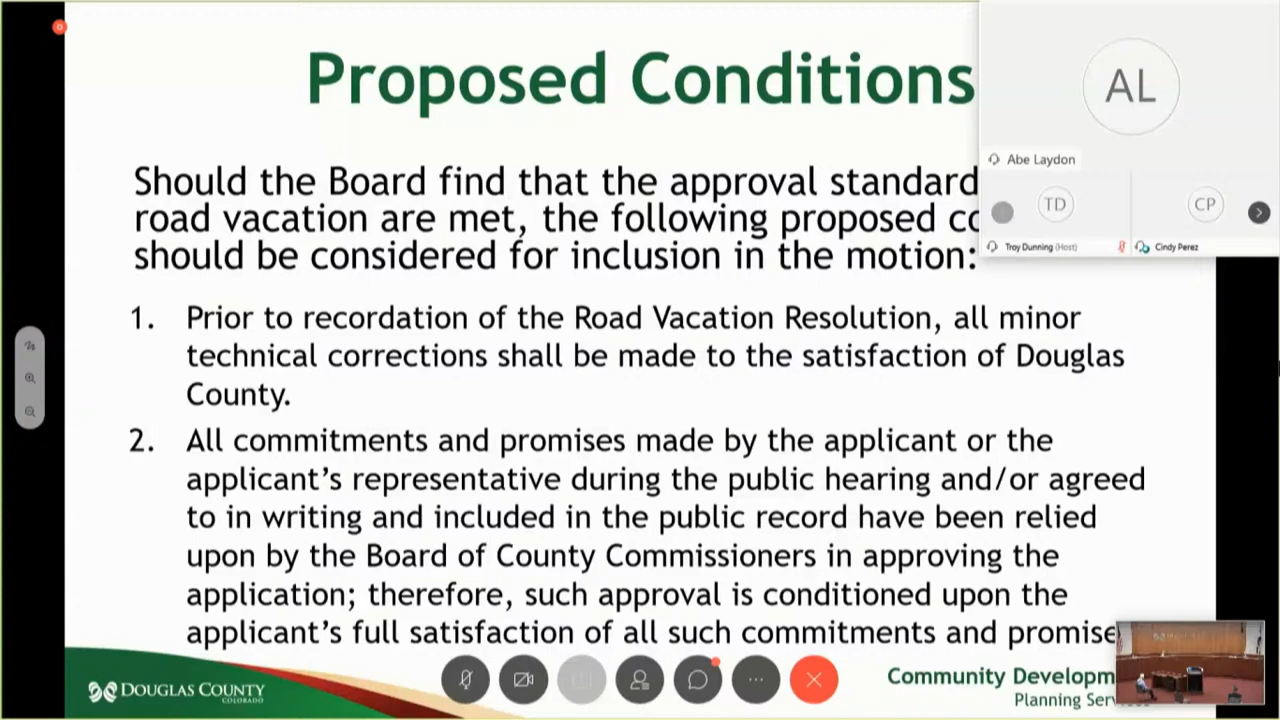 Proposed Conditions
AL
Abe Laydon
TD
CP
Troy Dunning (Host)
Cindy Perez
Should the Board find that the approval standard
road vacation are met, the following proposed co
should be considered for inclusion in the motion:
1. Prior to recordation of the Road Vacation Resolution, all minor
technical corrections shall be made to the satisfaction of Douglas
County.
2. All commitments and promises made by the applicant or the
applicant’s representative during the public hearing and/or agreed
to in writing and included in the public record have been relied
upon by the Board of County Commissioners in approving the
application; therefore, such approval is conditioned upon the
applicant’s full satisfaction of all such commitments and promise
DOUGLAS COUNTY
COLORADO
Community Developm
Planning Serv